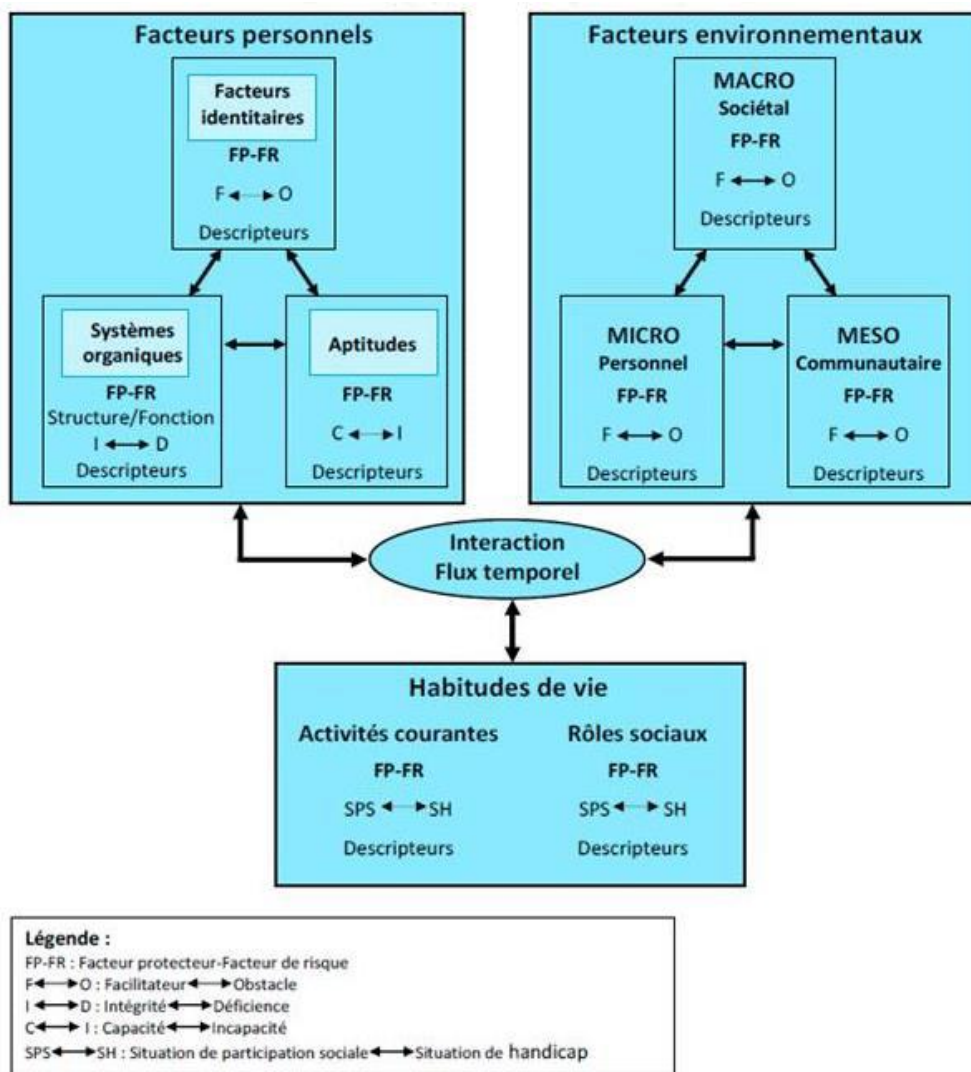 Facteurs personnels
Facteurs
identitaires
FP-FR
F ↔ O
Descripteurs
Systèmes
organiques
FP-FR
Structure/Fonction
I ↔ D
Descripteurs
Aptitudes
FP-FR
C ↔ I
Descripteurs
Facteurs environnementaux
MACRO
Sociétal
FP-FR
F ↔ O
Descripteurs
MICRO
Personnel
FP-FR
F ↔ O
Descripteurs
MESO
Communautaire
FP-FR
F ↔ O
Descripteurs
Interaction
Flux temporel
Habitudes de vie
Activités courantes
FP-FR
SPS ↔ SH
Descripteurs
Rôles sociaux
FP-FR
SPS ↔ SH
Descripteurs
Légende :
FP-FR : Facteur protecteur-Facteur de risque
F ↔ O : Facilitateur ↔ Obstacle
I ↔ D : Intégrité ↔ Déficience
C ↔ I : Capacité ↔ Incapacité
SPS ↔ SH : Situation de participation sociale ↔ Situation de handicap